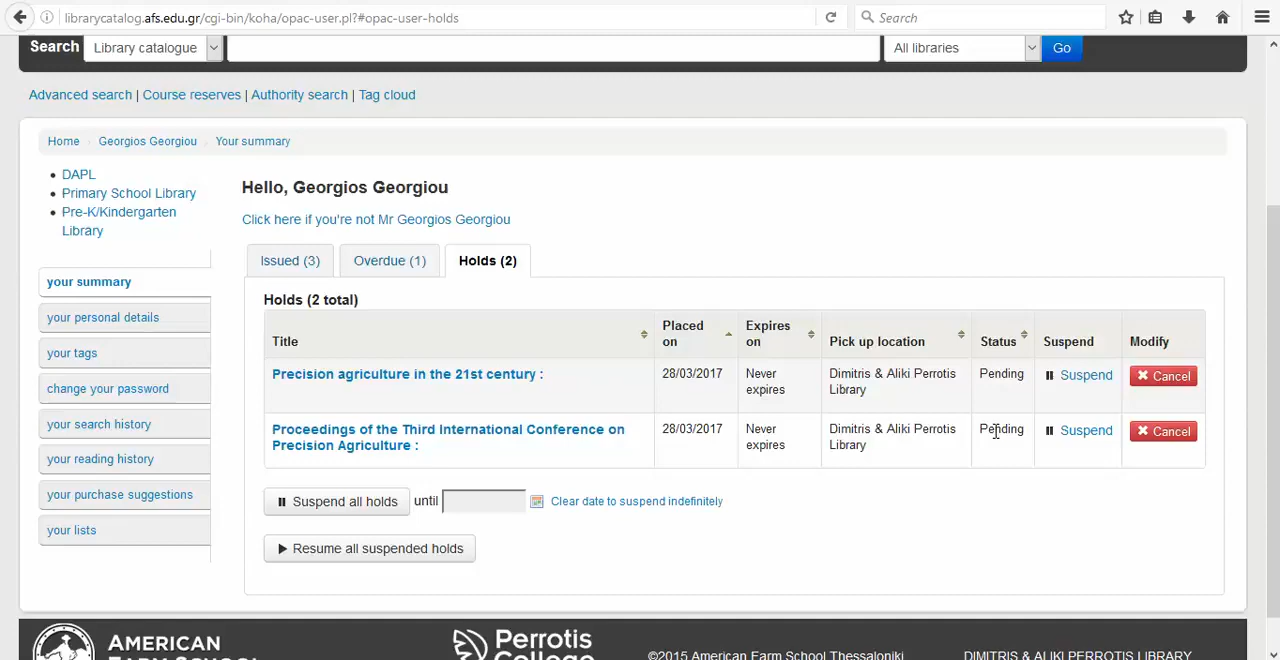 librarycatalog.afs.edu.gr/cgi-bin/koha/opac-user.pl?#opac-user-holds
Search
Search Library catalogue All libraries Go
Advanced search | Course reserves | Authority search | Tag cloud
Home Georgios Georgiou Your summary
DAPL
Primary School Library
Pre-K/Kindergarten
Library
your summary
your personal details
your tags
change your password
your search history
your reading history
your purchase suggestions
your lists
Hello, Georgios Georgiou
Click here if you're not Mr Georgios Georgiou
Issued (3) Overdue (1) Holds (2)
Holds (2 total)
Title Placed on Expires on Pick up location Status Suspend Modify
Precision agriculture in the 21st century : 28/03/2017 Never expires Dimitris & Aliki Perrotis Library Pending Suspend Cancel
Proceedings of the Third International Conference on Precision Agriculture : 28/03/2017 Never expires Dimitris & Aliki Perrotis Library Pending Suspend Cancel
Suspend all holds until Clear date to suspend indefinitely
Resume all suspended holds
AMERICAN
FARM SCHOOL
Perrotis
College
©2015 American Farm School Thessaloniki
DIMITRIS & ALIKI PERROTIS LIBRARY